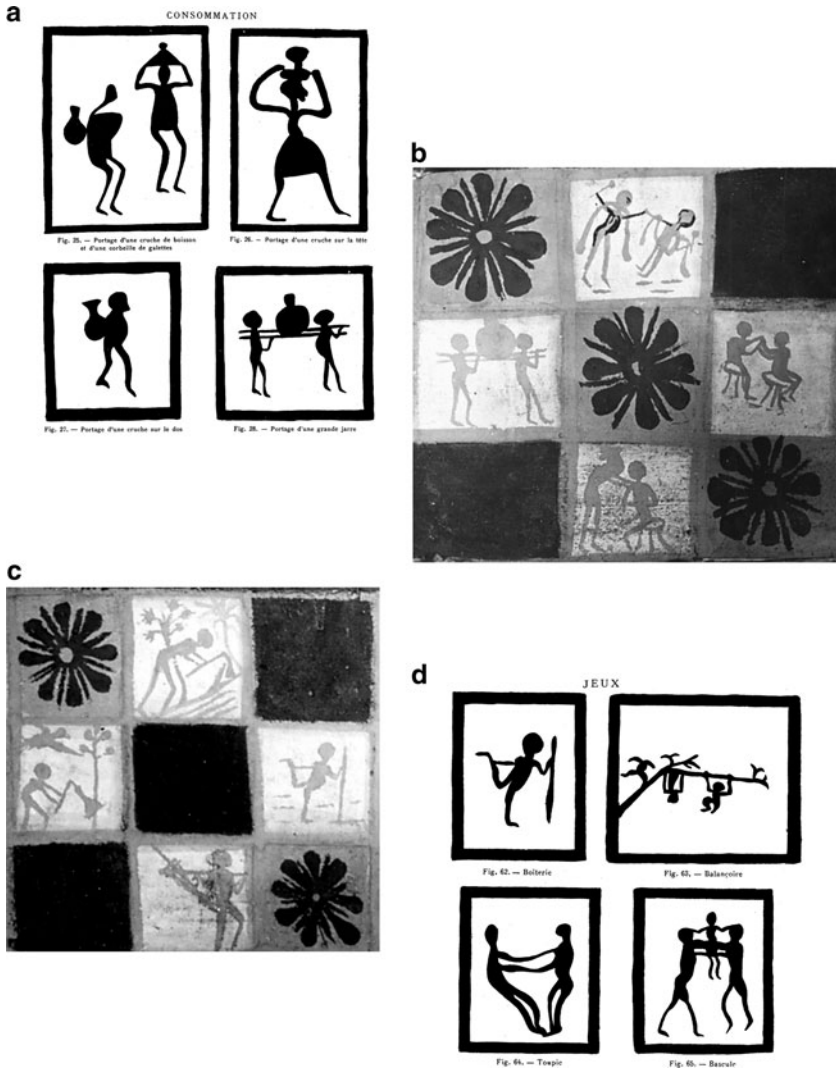 a
CONSOMMATION
Fig. 25. — Portage d'une cruche de boisson
et d'une corbeille de galettes
Fig. 26. — Portage d'une cruche sur la tête
Fig. 27. — Portage d'une cruche sur le dos
Fig. 28. — Portage d'une grande jarre
b
c
d
JEUX
Fig. 62. — Boiterie
Fig. 63. — Balançoire
Fig. 64. — Toupie
Fig. 65. — Bascule